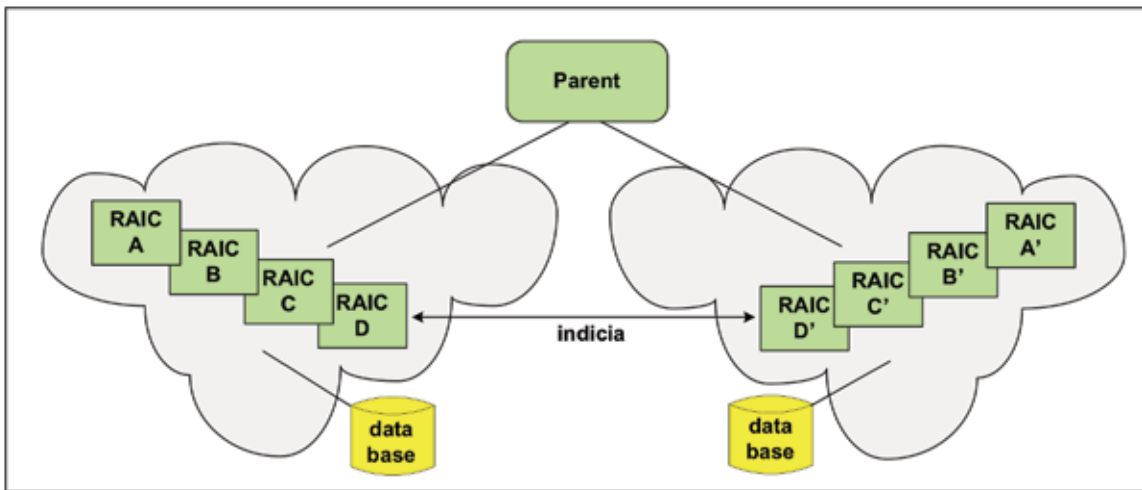 Parent
RAIC
A
RAIC
B
RAIC
C
RAIC
D
indicia
RAIC
A'
RAIC
B'
RAIC
C'
RAIC
D'
data
base
data
base